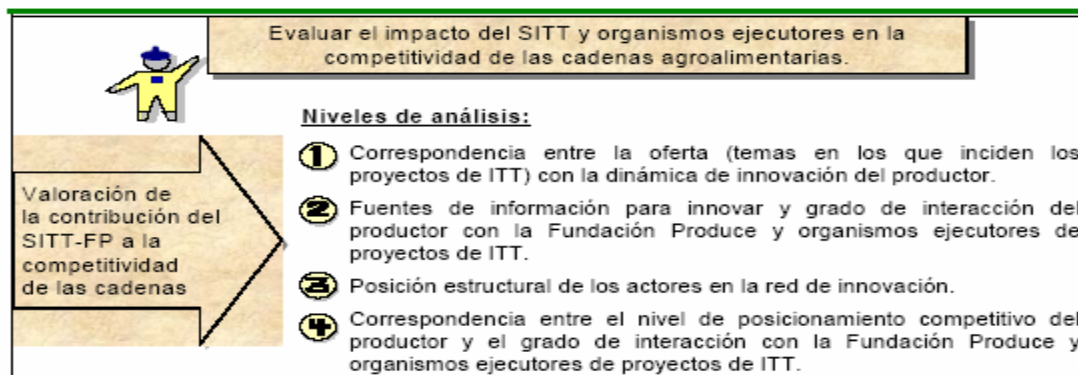 Evaluar el impacto del SITT y organismos ejecutores en la
competitividad de las cadenas agroalimentarias.
Niveles de análisis:
1 Correspondencia entre la oferta (temas en los que inciden los
proyectos de ITT) con la dinámica de innovación del productor.
2 Fuentes de información para innovar y grado de interacción del
productor con la Fundación Produce y organismos ejecutores de
proyectos de ITT.
3 Posición estructural de los actores en la red de innovación.
4 Correspondencia entre el nivel de posicionamiento competitivo del
productor y el grado de interacción con la Fundación Produce y
organismos ejecutores de proyectos de ITT.
Valoración de
la contribución del
SITT-FP a la
competitividad
de las cadenas